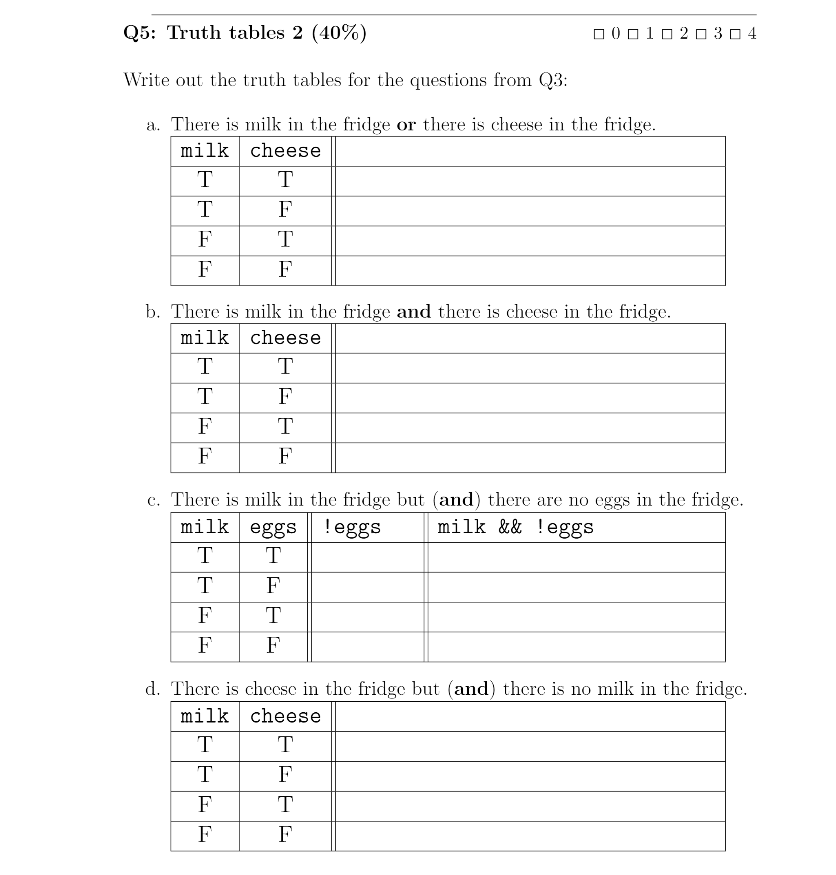 Q5: Truth tables 2 (40%) □ 0 □ 1 □ 2 □ 3 □ 4
Write out the truth tables for the questions from Q3:
a. There is milk in the fridge or there is cheese in the fridge.
milk cheese
T T
T F
F T
F F
b. There is milk in the fridge and there is cheese in the fridge.
milk cheese
T T
T F
F T
F F
c. There is milk in the fridge but (and) there are no eggs in the fridge.
milk eggs !eggs milk && !eggs
T T
T F
F T
F F
d. There is cheese in the fridge but (and) there is no milk in the fridge.
milk cheese
T T
T F
F T
F F